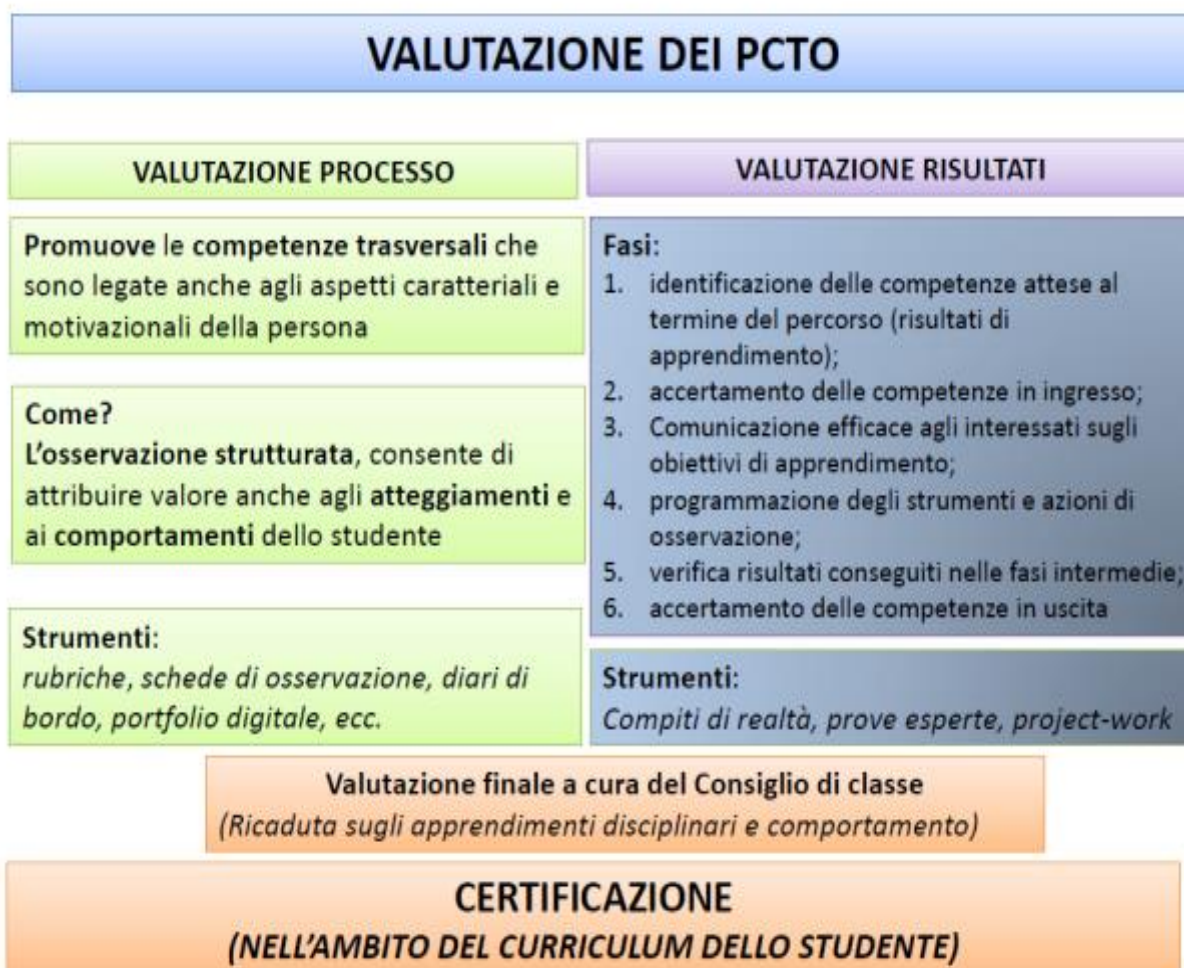 VALUTAZIONE DEI PCTO
VALUTAZIONE PROCESSO
Promuove le competenze trasversali che
sono legate anche agli aspetti caratteriali e
motivazionali della persona
Come?
L'osservazione strutturata, consente di
attribuire valore anche agli atteggiamenti e
ai comportamenti dello studente
Strumenti:
rubriche, schede di osservazione, diari di
bordo, portfolio digitale, ecc.
VALUTAZIONE RISULTATI
Fasi:
1. identificazione delle competenze attese al
termine del percorso (risultati di
apprendimento);
2. accertamento delle competenze in ingresso;
3. Comunicazione efficace agli interessati sugli
obiettivi di apprendimento;
4. programmazione degli strumenti e azioni di
osservazione;
5. verifica risultati conseguiti nelle fasi intermedie;
6. accertamento delle competenze in uscita
Strumenti:
Compiti di realtà, prove esperte, project-work
Valutazione finale a cura del Consiglio di classe
(Ricaduta sugli apprendimenti disciplinari e comportamento)
CERTIFICAZIONE
(NELL'AMBITO DEL CURRICULUM DELLO STUDENTE)